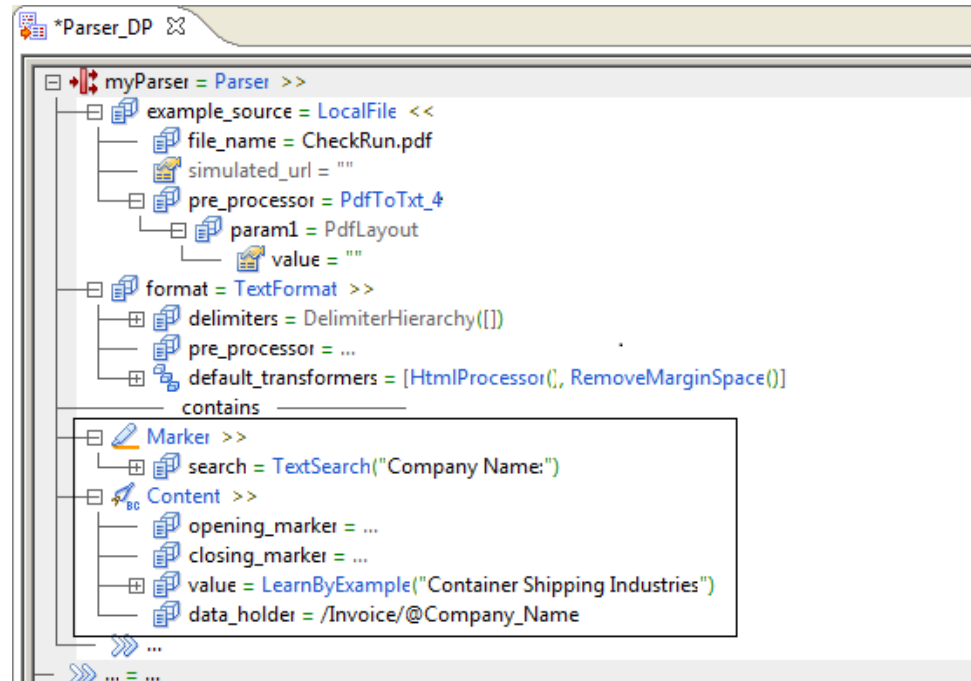 *Parser_DP
myParser = Parser >>
example_source = LocalFile <<
file_name = CheckRun.pdf
simulated_url = ""
pre_processor = PdfToTxt_4
param1 = PdfLayout
value = ""
format = TextFormat >>
delimiters = DelimiterHierarchy([])
pre_processor = ...
default_transformers = [HtmlProcessor(), RemoveMarginSpace()]
contains
Marker >>
search = TextSearch("Company Name:")
BC Content >>
opening_marker = ...
closing_marker = ...
value = LearnByExample("Container Shipping Industries")
data_holder = /Invoice/@Company_Name
...
... = ...